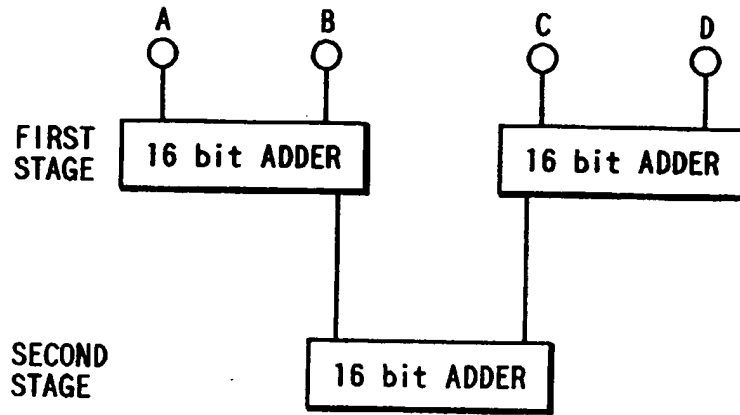 A B C D
FIRST
STAGE
16 bit ADDER 16 bit ADDER
SECOND
STAGE
16 bit ADDER